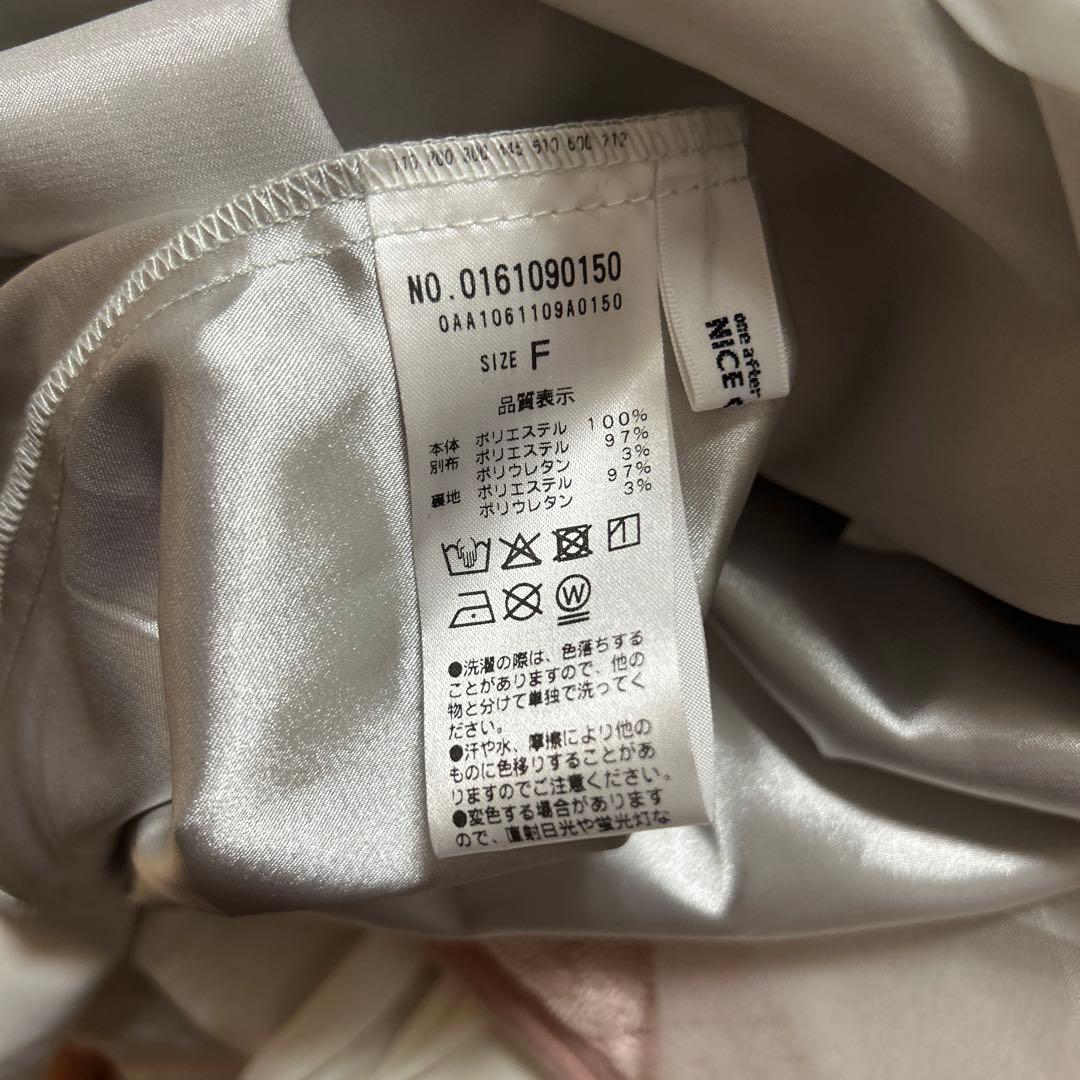 NO.0161090150
0AA1061109A0150
SIZE F
品質表示
本体 ポリエステル 100%
別布 ポリエステル 97%
ポリウレタン 3%
裏地 ポリエステル 97%
ポリウレタン 3%
W
●洗濯の際は、色落ちする
ことがありますので、他の
物と分けて単独で洗ってく
ださい。
●汗や水、摩擦により他の
ものに色移りすることがあ
りますのでご注意ください。
●変色する場合があります
ので、直射日光や蛍光灯な
one after
NICE